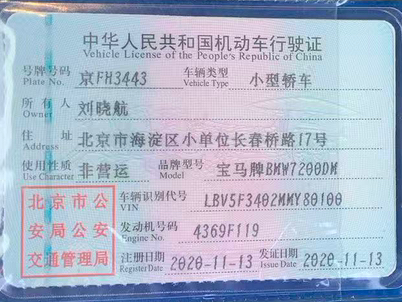 中华人民共和国机动车行驶证
Vehicle License of the People's Republic of China
号牌号码 京FH3443 车辆类型 小型轿车
Plate No. Vehicle Type
所有人 刘晓航
Owner
住址 北京市海淀区小单位长春桥路17号
Address
使用性质 非营运 品牌型号 宝马牌BMW7200DM
Use Character Model
北京市公
安局公安
交通管理局
车辆识别代号 LBV5F3402MMY80100
VIN
发动机号码 4369F119
Engine No.
注册日期 2020-11-13 发证日期 2020-11-13
Register Date Issue Date